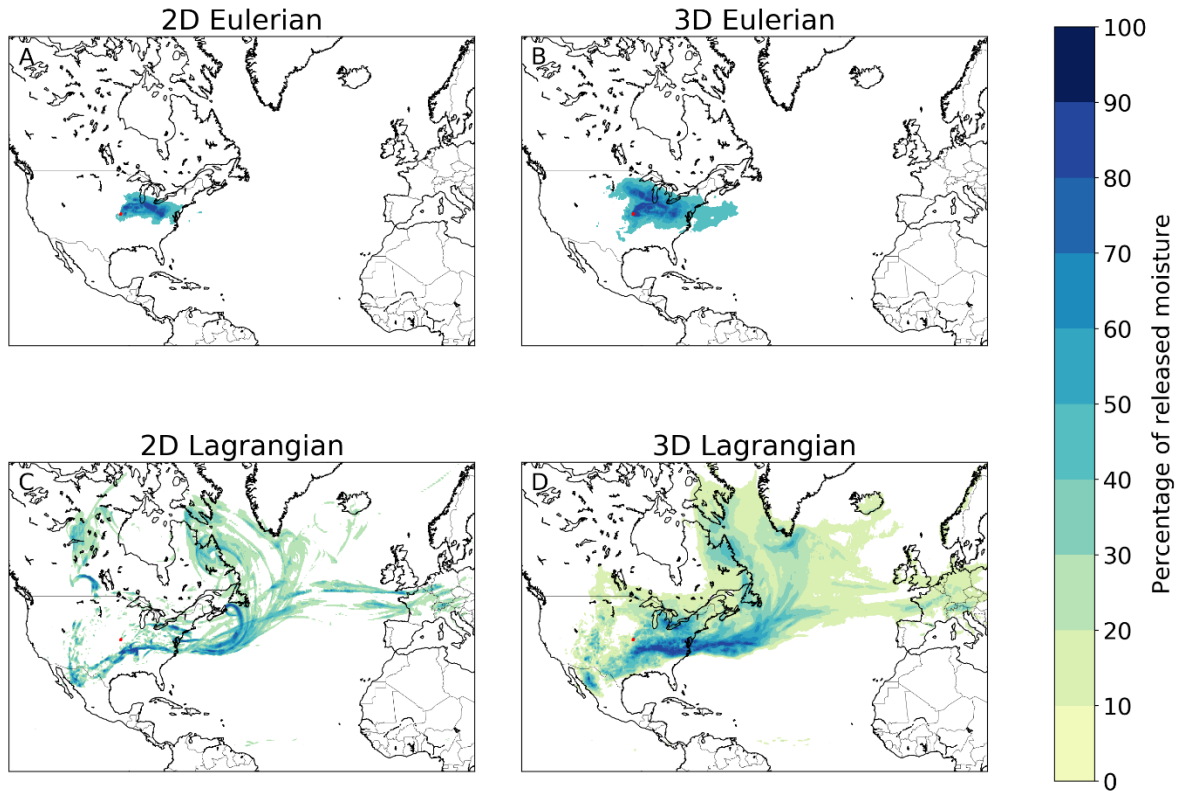 2D Eulerian
3D Eulerian
A
B
2D Lagrangian
3D Lagrangian
C
D
100
90
80
70
60
50
40
30
20
10
0
Percentage of released moisture